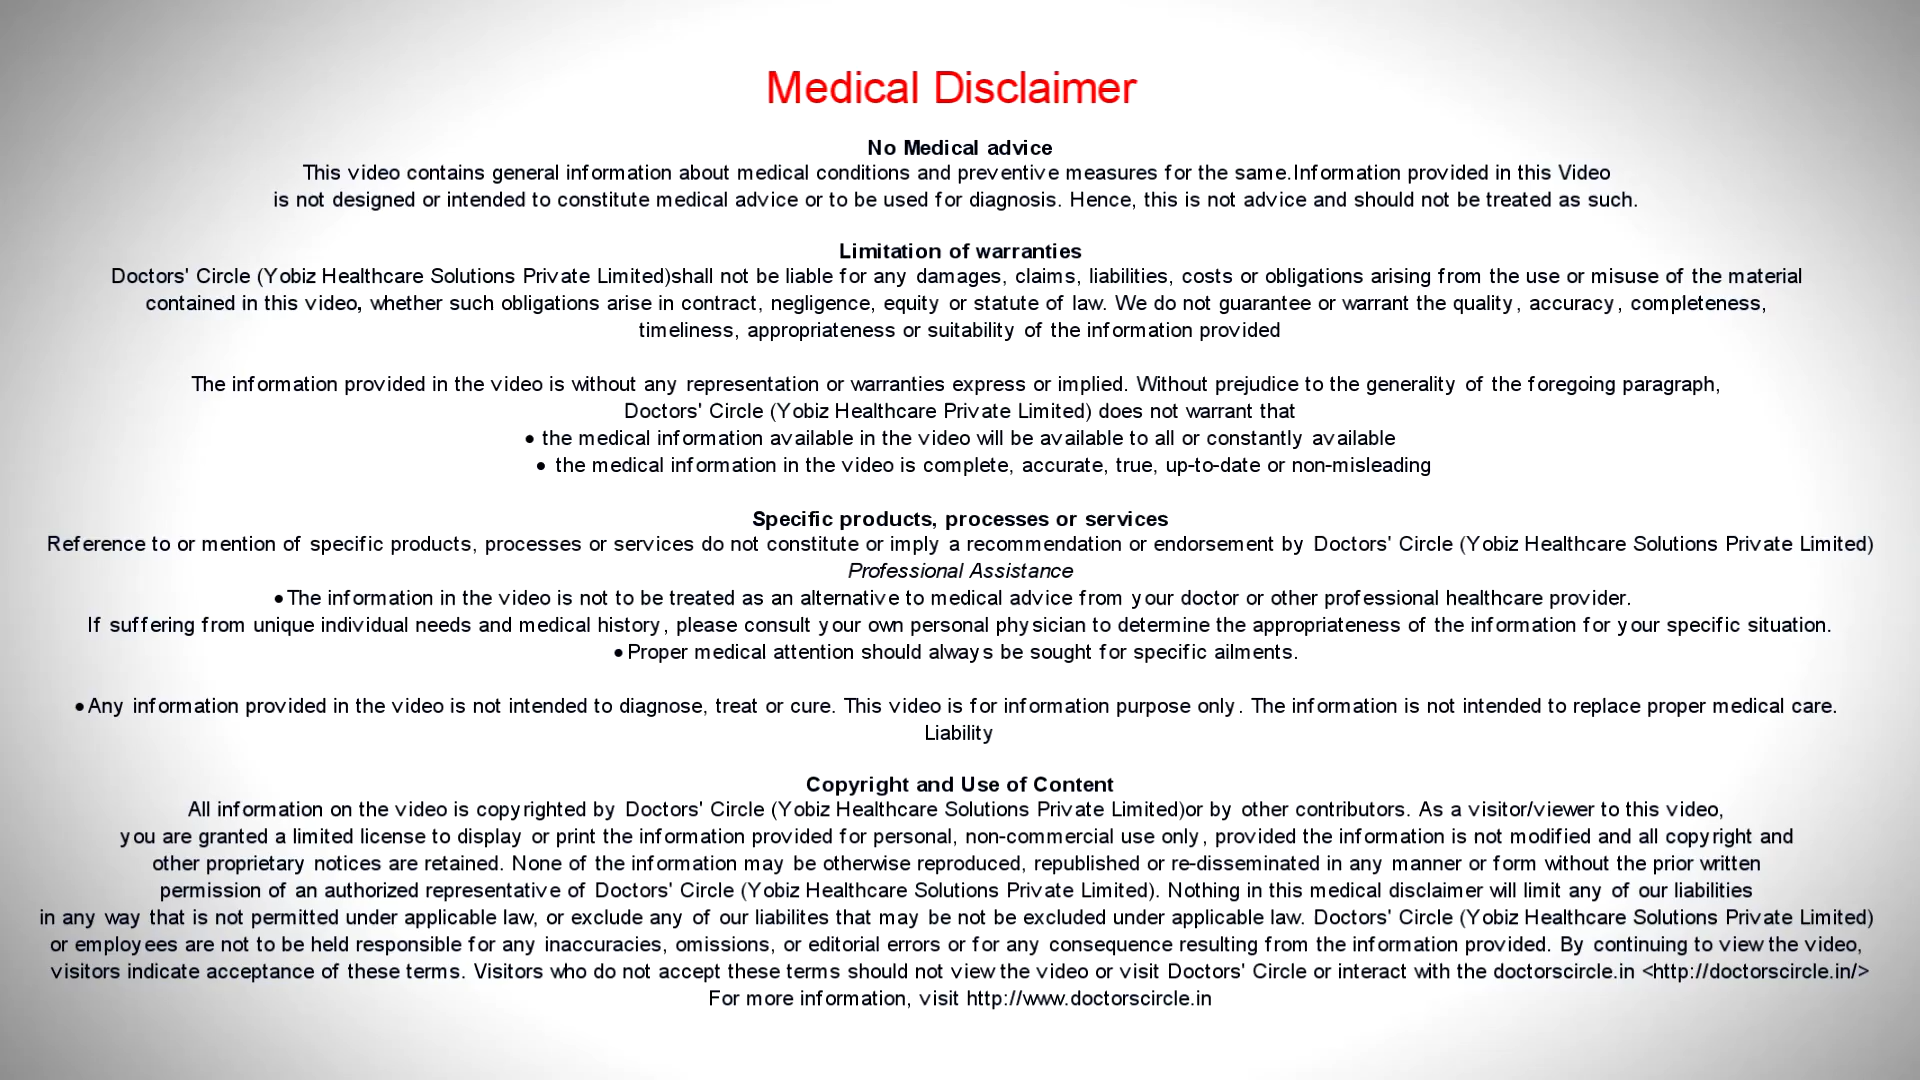 Medical Disclaimer
No Medical advice
This video contains general information about medical conditions and preventive measures for the same.Information provided in this Video
is not designed or intended to constitute medical advice or to be used for diagnosis. Hence, this is not advice and should not be treated as such.
Limitation of warranties
Doctors' Circle (Yobiz Healthcare Solutions Private Limited)shall not be liable for any damages, claims, liabilities, costs or obligations arising from the use or misuse of the material
contained in this video, whether such obligations arise in contract, negligence, equity or statute of law. We do not guarantee or warrant the quality, accuracy, completeness,
timeliness, appropriateness or suitability of the information provided
The information provided in the video is without any representation or warranties express or implied. Without prejudice to the generality of the foregoing paragraph,
Doctors' Circle (Yobiz Healthcare Private Limited) does not warrant that
• the medical information available in the video will be available to all or constantly available
• the medical information in the video is complete, accurate, true, up-to-date or non-misleading
Specific products, processes or services
Reference to or mention of specific products, processes or services do not constitute or imply a recommendation or endorsement by Doctors' Circle (Yobiz Healthcare Solutions Private Limited)
Professional Assistance
•The information in the video is not to be treated as an alternative to medical advice from your doctor or other professional healthcare provider.
If suffering from unique individual needs and medical history, please consult your own personal physician to determine the appropriateness of the information for your specific situation.
•Proper medical attention should always be sought for specific ailments.
•Any information provided in the video is not intended to diagnose, treat or cure. This video is for information purpose only. The information is not intended to replace proper medical care.
Liability
Copyright and Use of Content
All information on the video is copyrighted by Doctors' Circle (Yobiz Healthcare Solutions Private Limited)or by other contributors. As a visitor/viewer to this video,
you are granted a limited license to display or print the information provided for personal, non-commercial use only, provided the information is not modified and all copyright and
other proprietary notices are retained. None of the information may be otherwise reproduced, republished or re-disseminated in any manner or form without the prior written
permission of an authorized representative of Doctors' Circle (Yobiz Healthcare Solutions Private Limited). Nothing in this medical disclaimer will limit any of our liabilities
in any way that is not permitted under applicable law, or exclude any of our liabilites that may be not be excluded under applicable law. Doctors' Circle (Yobiz Healthcare Solutions Private Limited)
or employees are not to be held responsible for any inaccuracies, omissions, or editorial errors or for any consequence resulting from the information provided. By continuing to view the video,
visitors indicate acceptance of these terms. Visitors who do not accept these terms should not view the video or visit Doctors' Circle or interact with the doctorscircle.in <http://doctorscircle.in/>
For more information, visit http://www.doctorscircle.in